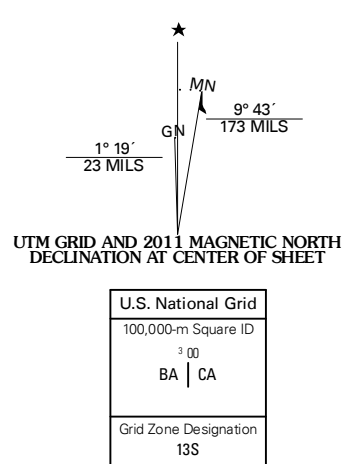 ★
MN
GN
9° 43´
173 MILS
1° 19´
23 MILS
UTM GRID AND 2011 MAGNETIC NORTH
DECLINATION AT CENTER OF SHEET
U.S. National Grid
100,000-m Square ID
³ 00
BA | CA
Grid Zone Designation
13S